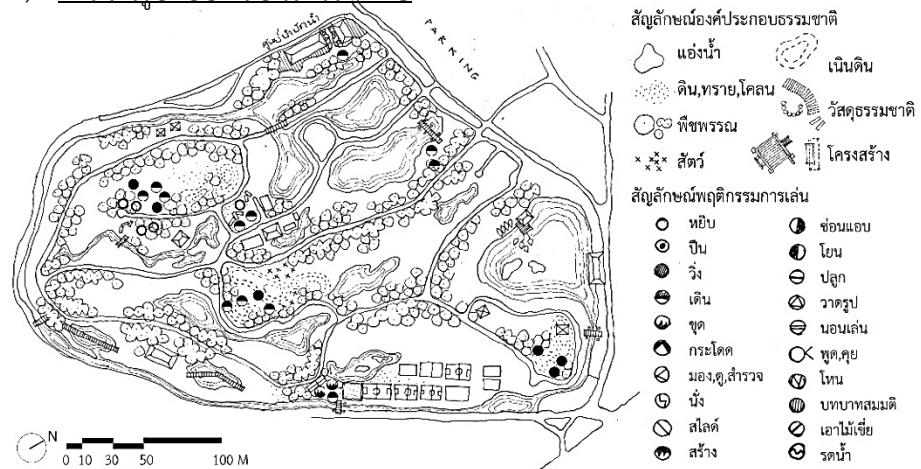 ศูนย์บำบัดน้ำ
PARKING
สัญลักษณ์องค์ประกอบธรรมชาติ
แอ่งน้ำ
เนินดิน
ดิน,ทราย,โคลน
วัสดุธรรมชาติ
พืชพรรณ
สัตว์
โครงสร้าง
สัญลักษณ์พฤติกรรมการเล่น
หยิบ
ซ่อนแอบ
ปีน
โยน
วิ่ง
ปลูก
เดิน
วาดรูป
ขุด
นอนเล่น
กระโดด
พูด,คุย
มอง,ดู,สำรวจ
โหน
นั่ง
บทบาทสมมติ
สไลด์
เอาไม้เขี่ย
สร้าง
รดน้ำ
N
0 10 30 50 100 M